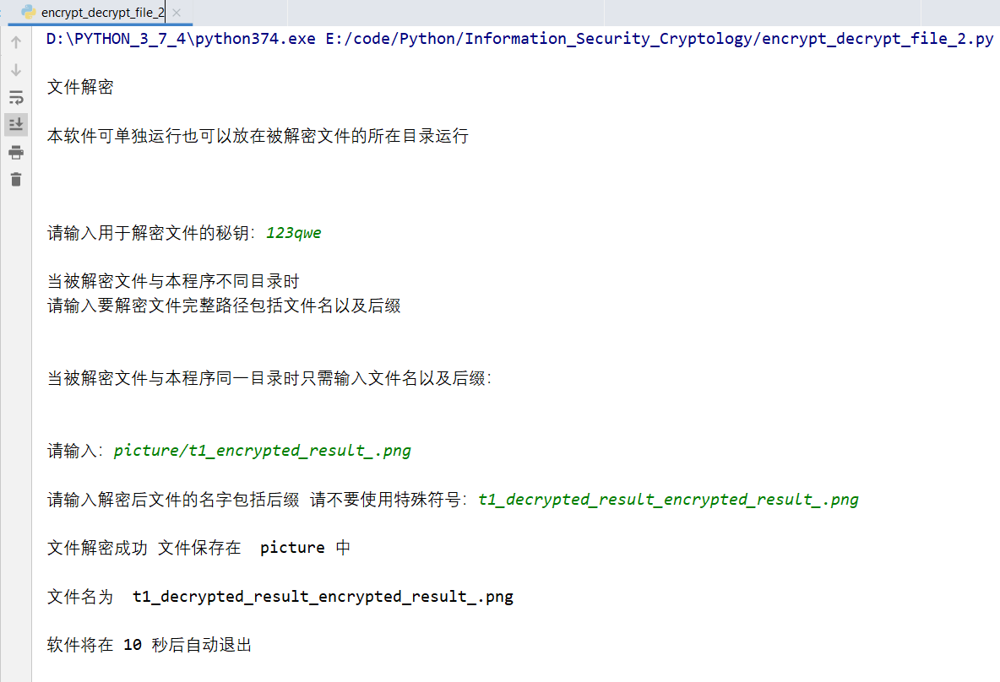 encrypt_decrypt_file_2
D:\PYTHON_3_7_4\python374.exe E:/code/Python/Information_Security_Cryptology/encrypt_decrypt_file_2.py
文件解密
本软件可单独运行也可以放在被解密文件的所在目录运行
请输入用于解密文件的秘钥：123qwe
当被解密文件与本程序不同目录时
请输入要解密文件完整路径包括文件名以及后缀
当被解密文件与本程序同一目录时只需输入文件名以及后缀：
请输入：picture/t1_encrypted_result_.png
请输入解密后文件的名字包括后缀 请不要使用特殊符号：t1_decrypted_result_encrypted_result_.png
文件解密成功 文件保存在  picture 中
文件名为  t1_decrypted_result_encrypted_result_.png
软件将在 10 秒后自动退出